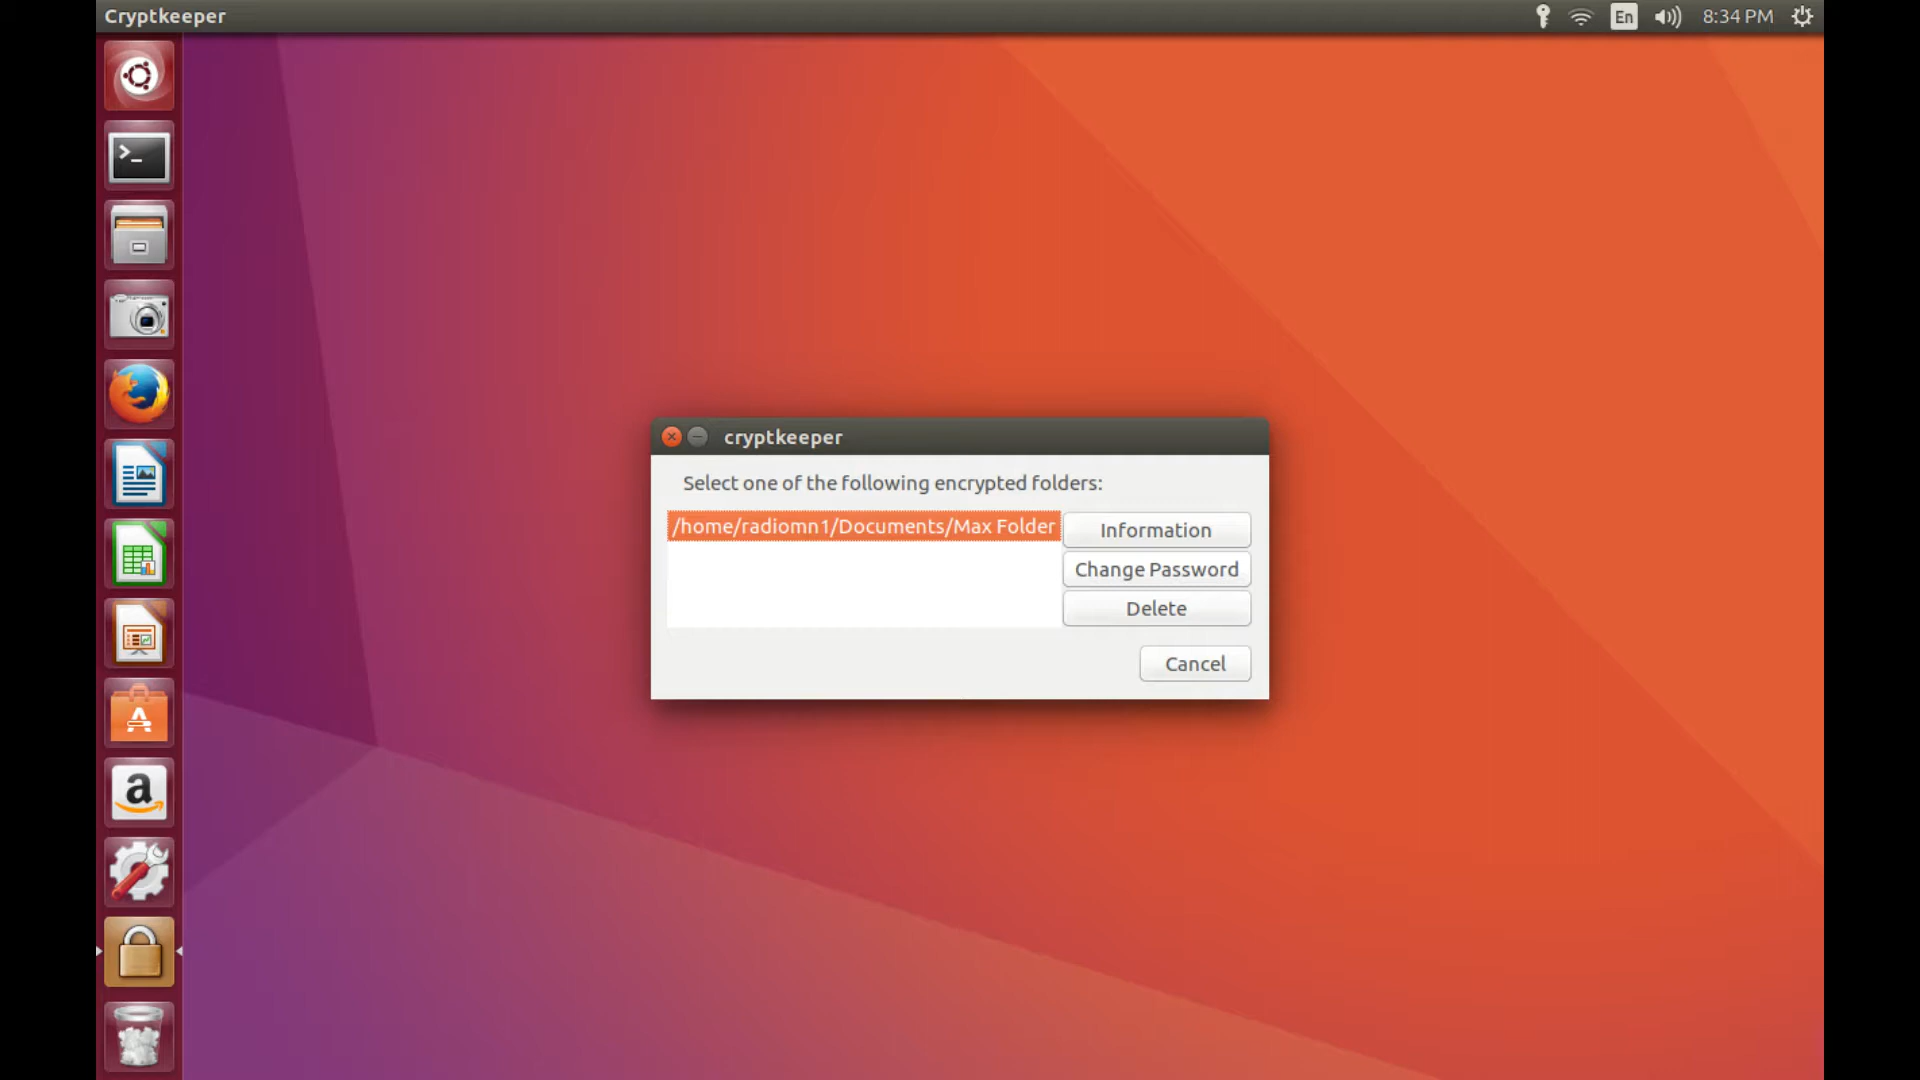 Cryptkeeper
En
8:34 PM
cryptkeeper
Select one of the following encrypted folders:
/home/radiomn1/Documents/Max Folder
Information
Change Password
Delete
Cancel
>_
A
a